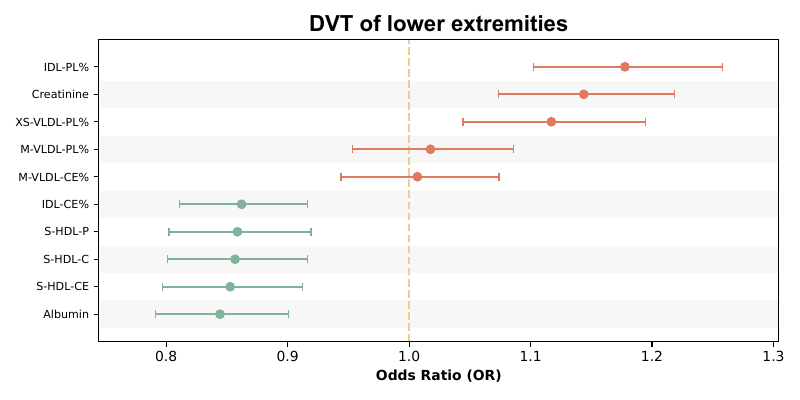 DVT of lower extremities
IDL-PL%
Creatinine
XS-VLDL-PL%
M-VLDL-PL%
M-VLDL-CE%
IDL-CE%
S-HDL-P
S-HDL-C
S-HDL-CE
Albumin
0.8 0.9 1.0 1.1 1.2 1.3
Odds Ratio (OR)